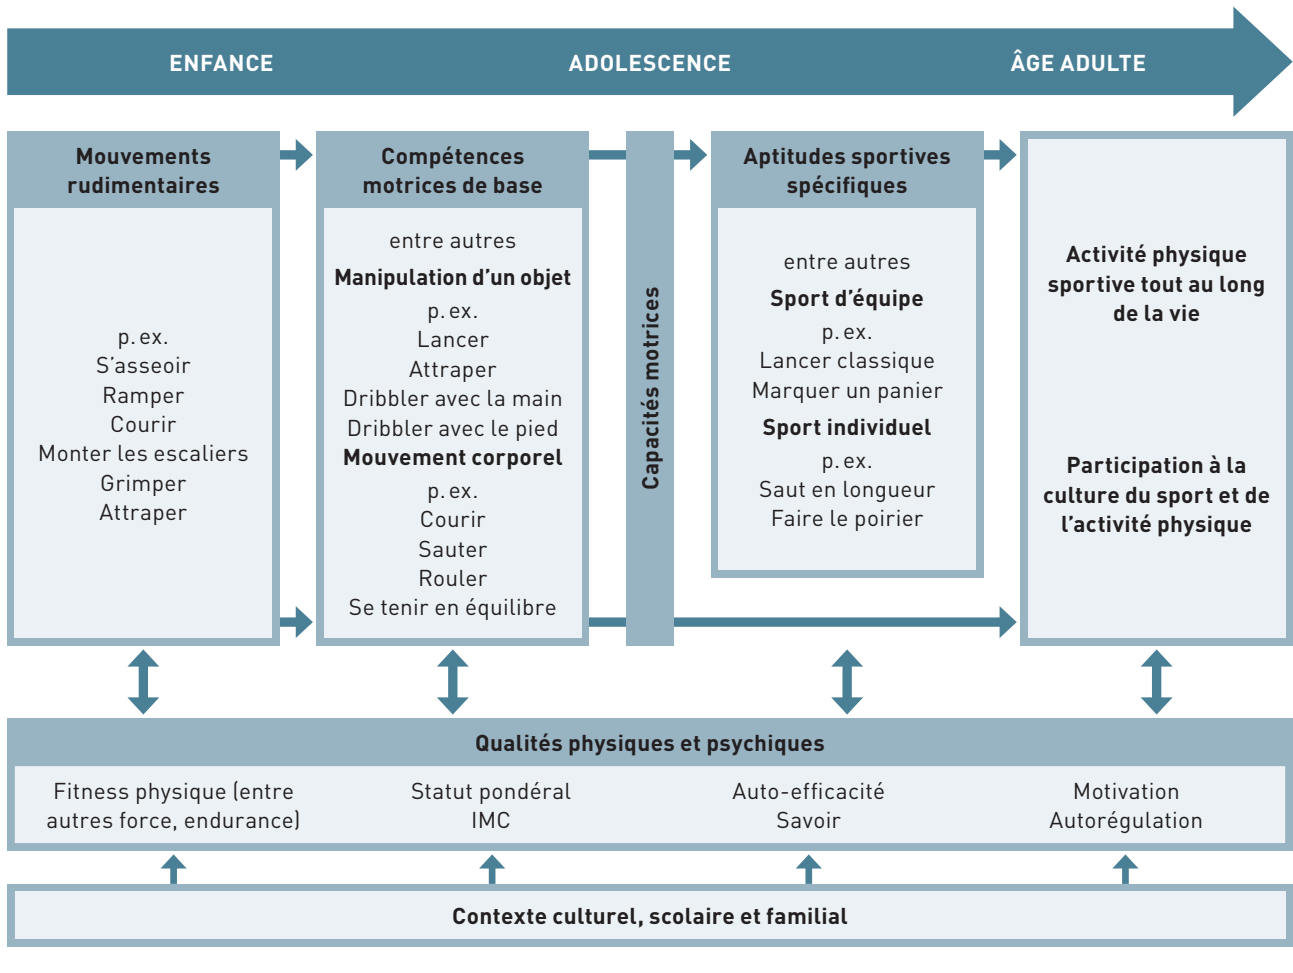 ENFANCE
ADOLESCENCE
ÂGE ADULTE
Mouvements
rudimentaires
p. ex.
S’asseoir
Ramper
Courir
Monter les escaliers
Grimper
Attraper
Compétences
motrices de base
entre autres
Manipulation d’un objet
p. ex.
Lancer
Attraper
Dribbler avec la main
Dribbler avec le pied
Mouvement corporel
p. ex.
Courir
Sauter
Rouler
Se tenir en équilibre
Capacités motrices
Aptitudes sportives
spécifiques
entre autres
Sport d’équipe
p. ex.
Lancer classique
Marquer un panier
Sport individuel
p. ex.
Saut en longueur
Faire le poirier
Activité physique
sportive tout au long
de la vie
Participation à la
culture du sport et de
l’activité physique
Qualités physiques et psychiques
Fitness physique (entre
autres force, endurance)
Statut pondéral
IMC
Auto-efficacité
Savoir
Motivation
Autorégulation
Contexte culturel, scolaire et familial